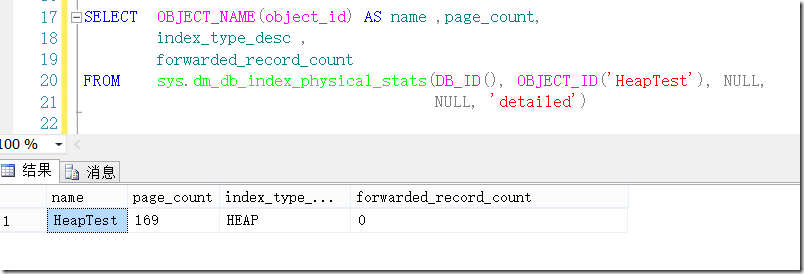 17 SELECT OBJECT_NAME(object_id) AS name ,page_count,
18 index_type_desc ,
19 forwarded_record_count
20 FROM sys.dm_db_index_physical_stats(DB_ID(), OBJECT_ID('HeapTest'), NULL,
21 NULL, 'detailed')
22
100 %
结果 消息
name page_count index_type_... forwarded_record_count
1 HeapTest 169 HEAP 0